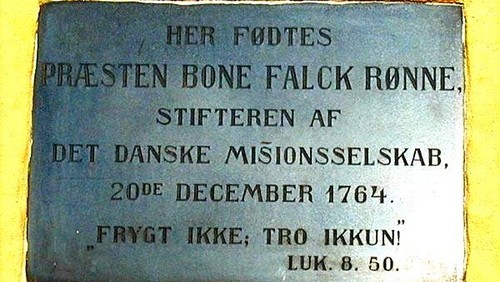 HER FØDTES
PRÆSTEN BONE FALCK RØNNE,
STIFTEREN AF
DET DANSKE MISIONSSELSKAB,
20DE DECEMBER 1764.
„FRYGT IKKE; TRO IKKUN!"
LUK. 8. 50.